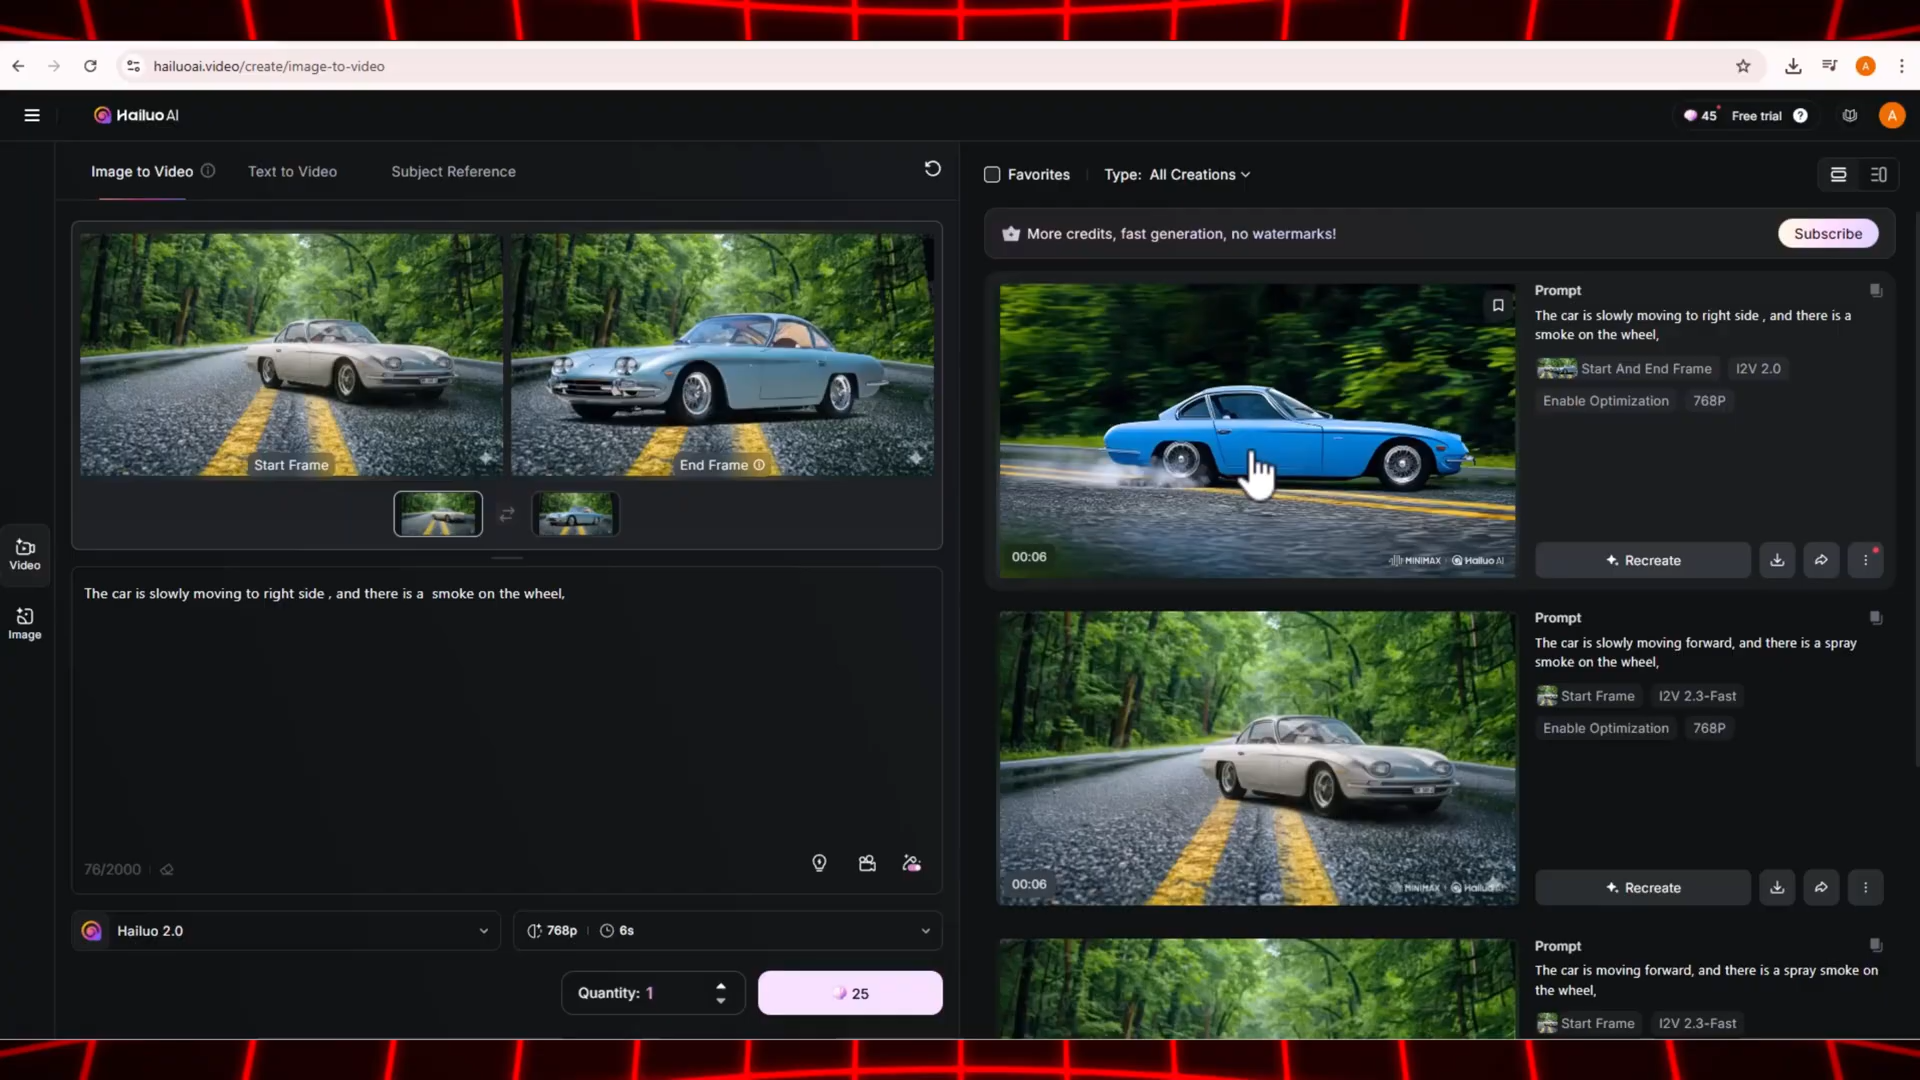 hailuoai.video/create/image-to-video
A
Hailuo AI
45 Free trial ?
A
Image to Video
Text to Video
Subject Reference
Favorites
Type: All Creations
More credits, fast generation, no watermarks!
Subscribe
Start Frame
End Frame
Video
Image
The car is slowly moving to right side , and there is a  smoke on the wheel,
76/2000
Hailuo 2.0
768p
6s
Quantity: 1
25
00:06
MINIMAX
Hailuo AI
Prompt
The car is slowly moving to right side , and there is a
smoke on the wheel,
Start And End Frame
I2V 2.0
Enable Optimization
768P
Recreate
00:06
MINIMAX
Hailuo AI
Prompt
The car is slowly moving forward, and there is a spray
smoke on the wheel,
Start Frame
I2V 2.3-Fast
Enable Optimization
768P
Recreate
Prompt
The car is moving forward, and there is a spray smoke on
the wheel,
Start Frame
I2V 2.3-Fast